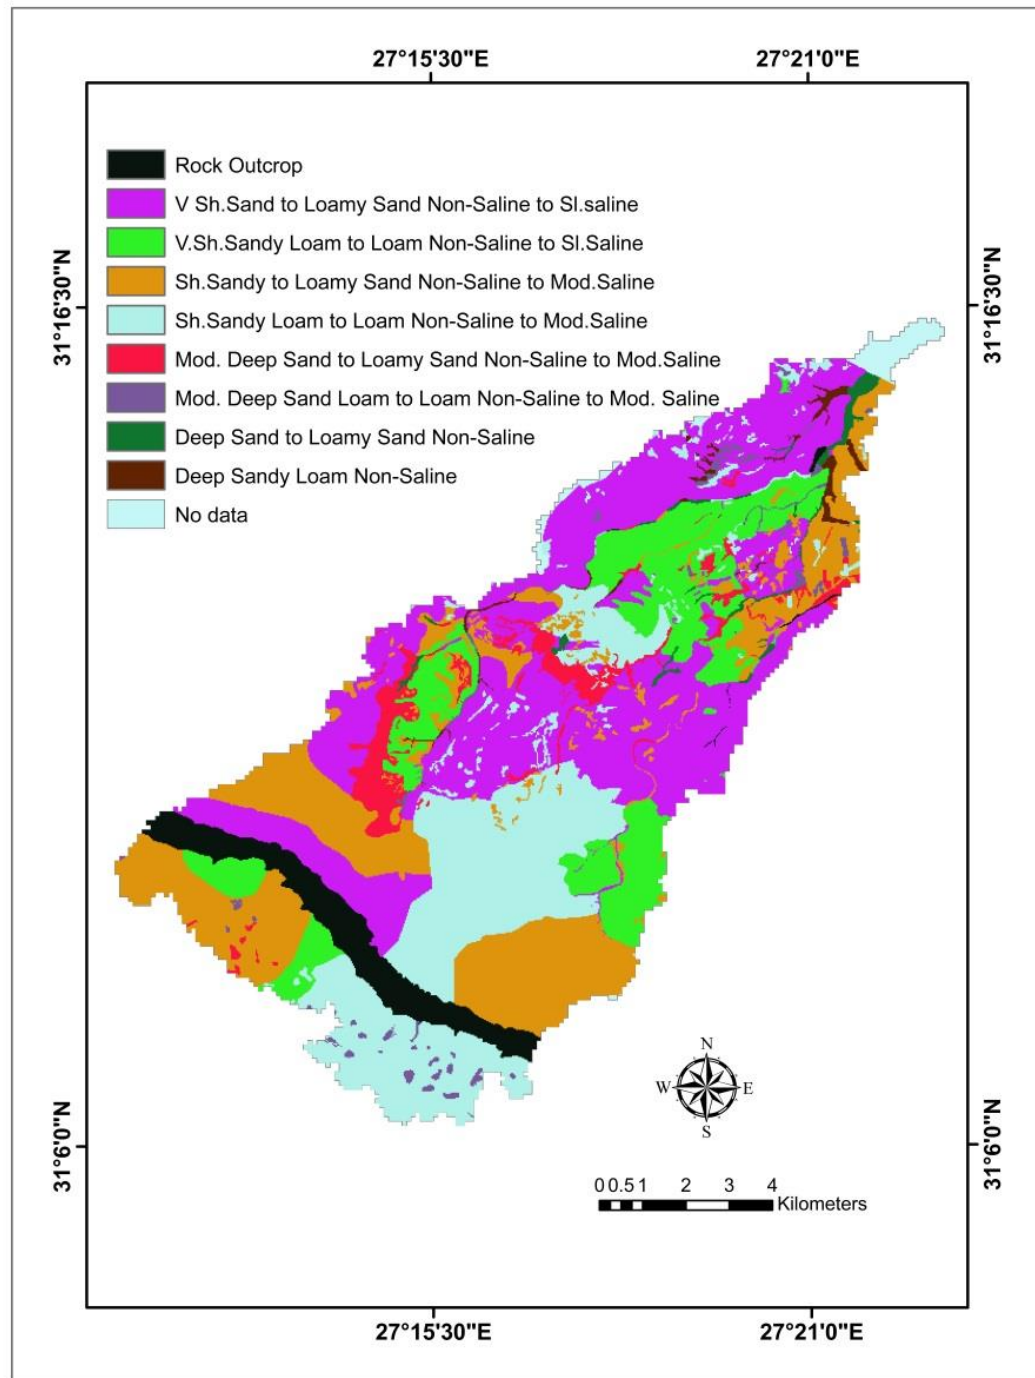 27°15'30"E 27°21'0"E
Rock Outcrop
V Sh.Sand to Loamy Sand Non-Saline to Sl.saline
V.Sh.Sandy Loam to Loam Non-Saline to Sl.Saline
Sh.Sandy to Loamy Sand Non-Saline to Mod.Saline
Sh.Sandy Loam to Loam Non-Saline to Mod.Saline
Mod. Deep Sand to Loamy Sand Non-Saline to Mod.Saline
Mod. Deep Sand Loam to Loam Non-Saline to Mod. Saline
Deep Sand to Loamy Sand Non-Saline
Deep Sandy Loam Non-Saline
No data
31°16'30"N 31°16'30"N
N
W E
S
31°6'0"N 31°6'0"N
0 0.5 1 2 3 4
Kilometers
27°15'30"E 27°21'0"E